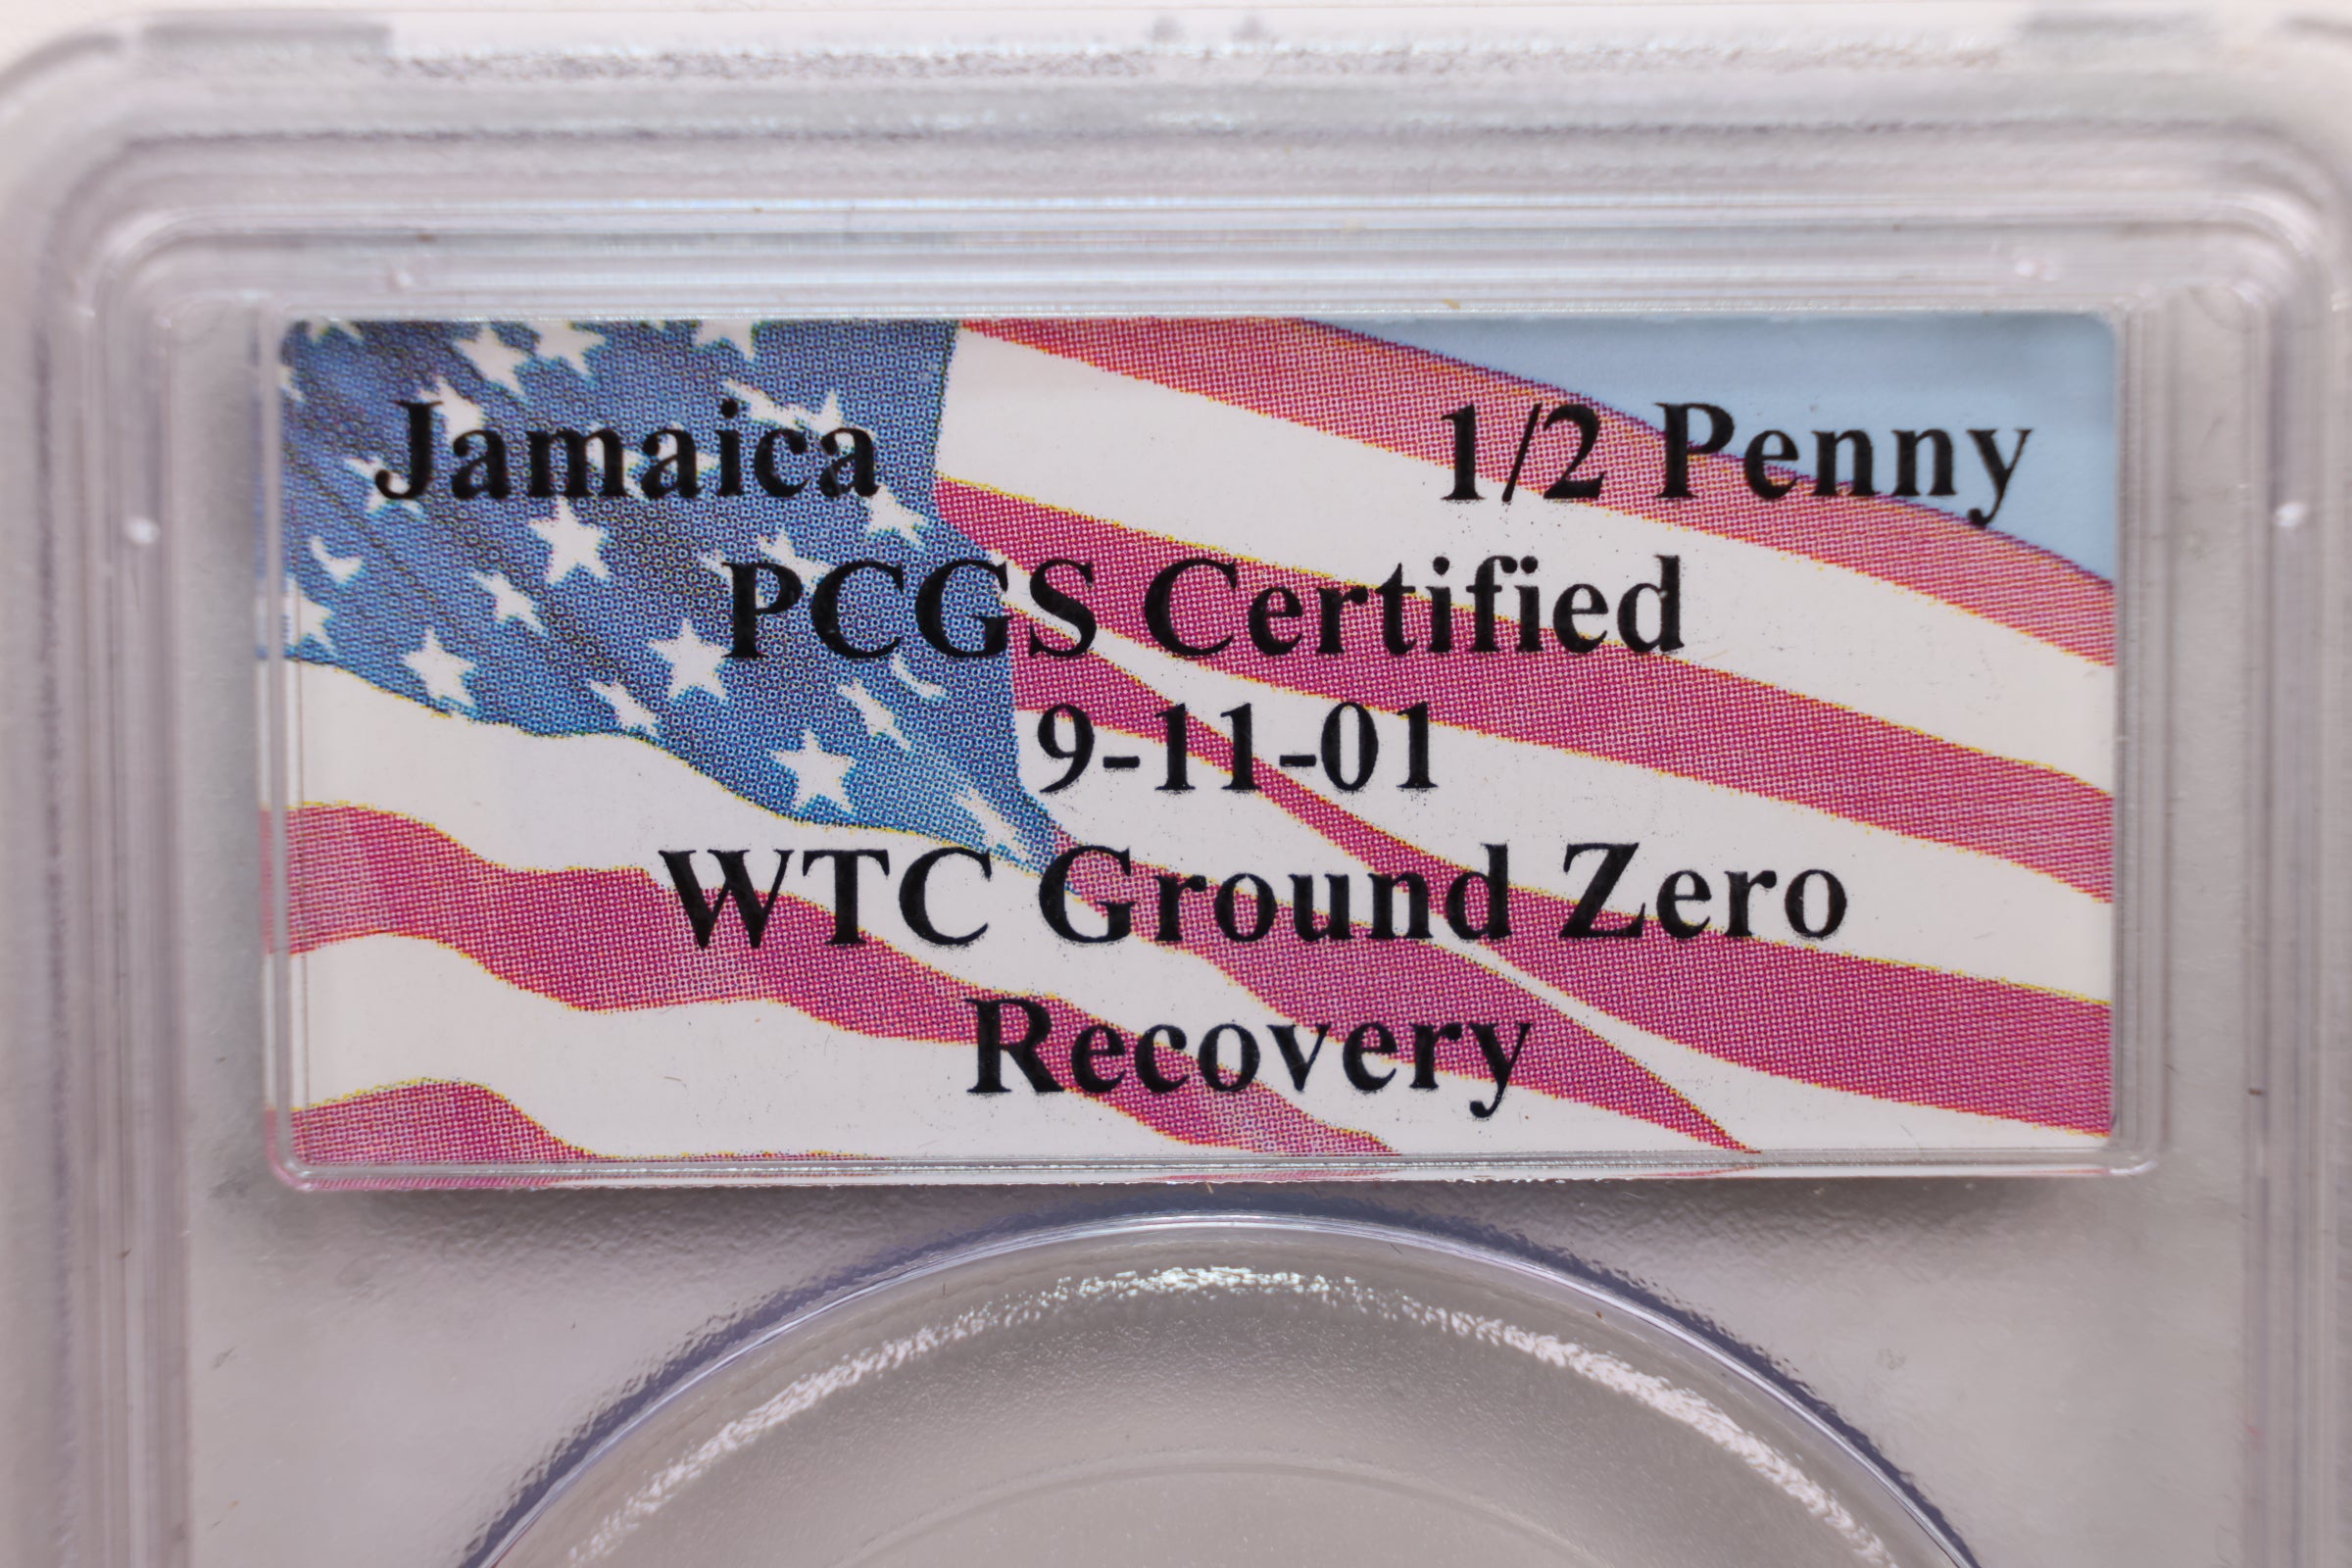 Jamaica 1/2 Penny
PCGS Certified
9-11-01
WTC Ground Zero
Recovery